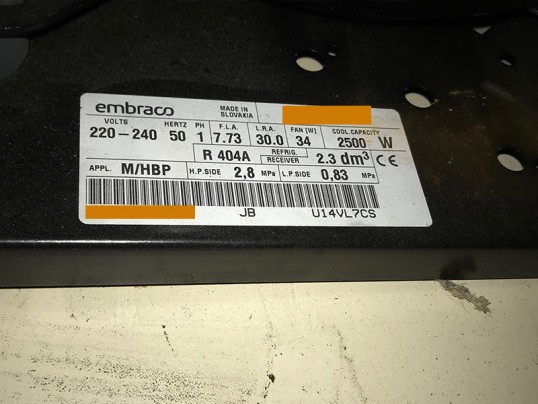 embraco MADE IN SLOVAKIA
VOLTS HERTZ PH F.L.A. L.R.A. FAN [W] COOL.CAPACITY
220-240 50 1 7.73 30.0 34 2500 W
R 404A REFRIG. RECEIVER 2.3 dm³ CE
APPL. M/HBP H.P.SIDE 2,8 MPa L.P.SIDE 0,83 MPa
JB U14VL7CS